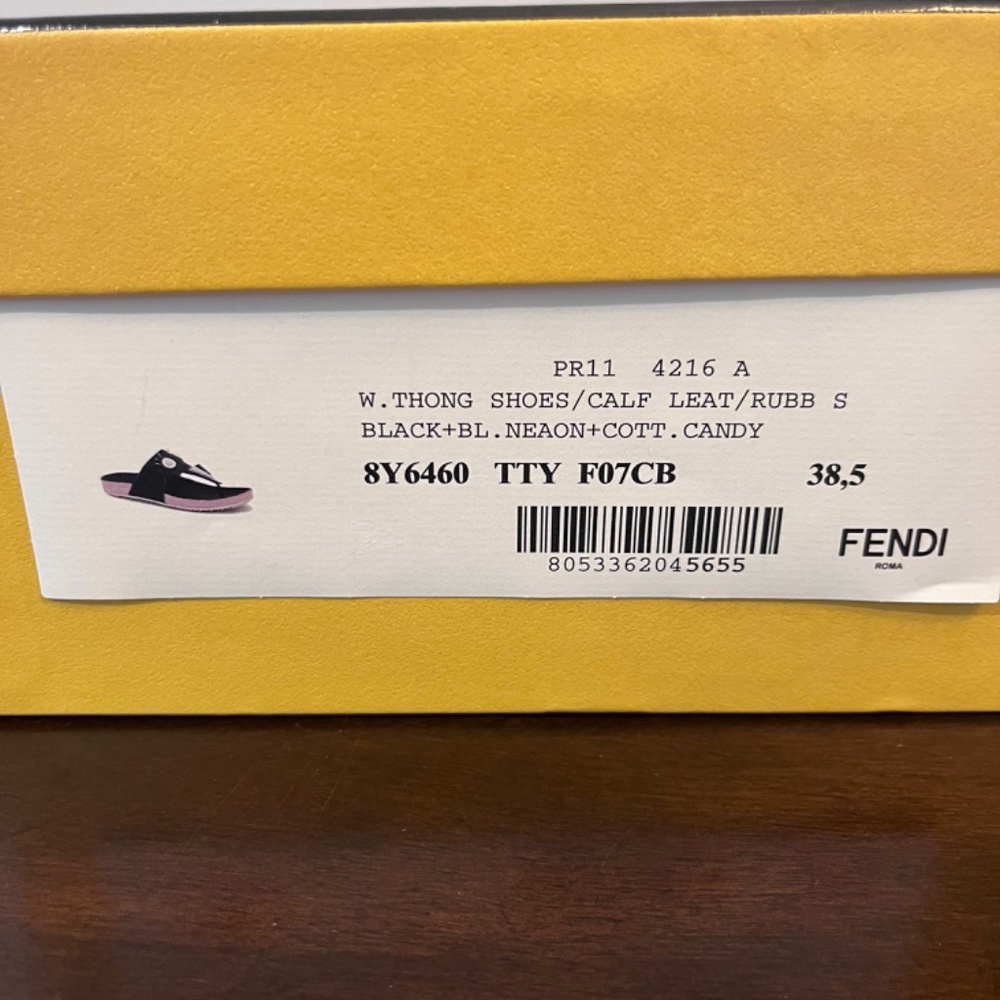 PR11 4216 A
W.THONG SHOES/CALF LEAT/RUBB S
BLACK+BL.NEAON+COTT.CANDY
8Y6460 TTY F07CB 38,5
8053362045655
FENDI
ROMA